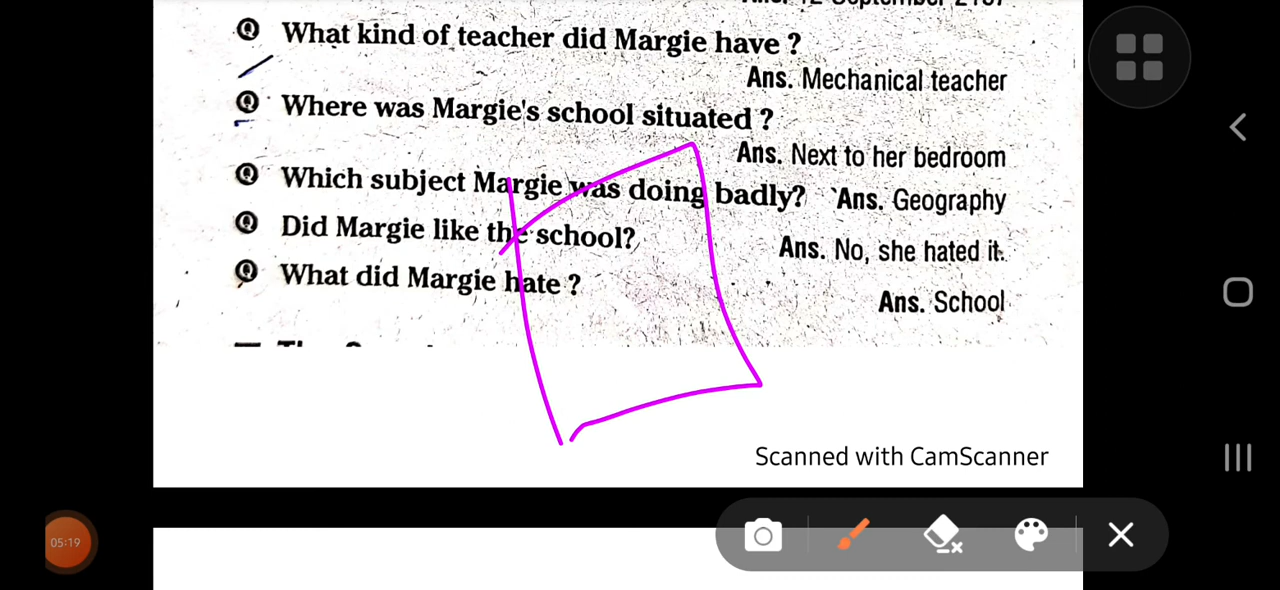 Q What kind of teacher did Margie have ?
Ans. Mechanical teacher
Q Where was Margie's school situated ?
Ans. Next to her bedroom
Q Which subject Margie was doing badly? Ans. Geography
Q Did Margie like the school?
Ans. No, she hated it.
Q What did Margie hate ?
Ans. School
Scanned with CamScanner
05:19